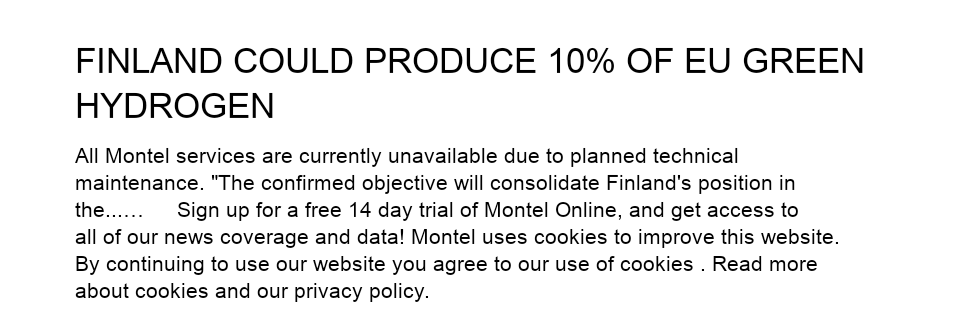 FINLAND COULD PRODUCE 10% OF EU GREEN
HYDROGEN
All Montel services are currently unavailable due to planned technical
maintenance. "The confirmed objective will consolidate Finland's position in
the...… Sign up for a free 14 day trial of Montel Online, and get access to
all of our news coverage and data! Montel uses cookies to improve this website.
By continuing to use our website you agree to our use of cookies . Read more
about cookies and our privacy policy.